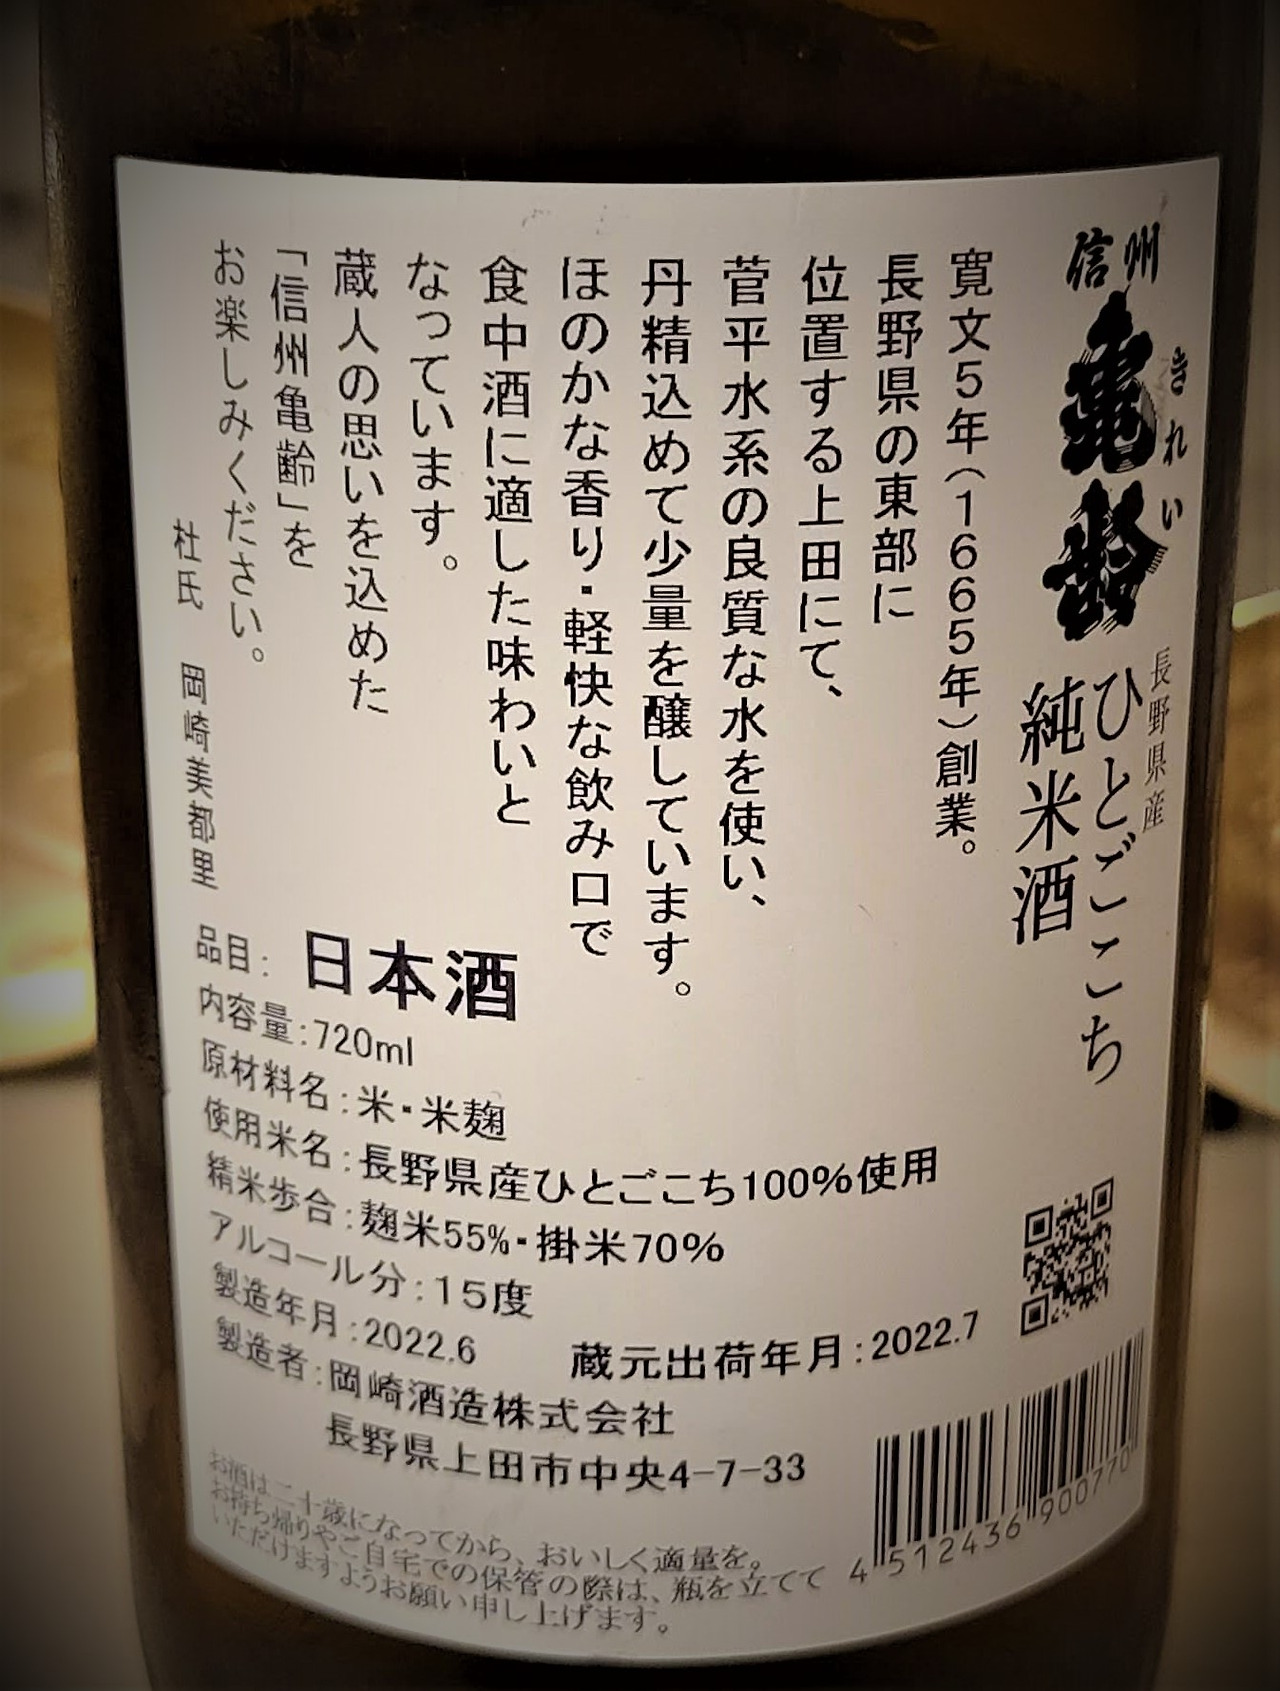 信州
亀齢
きれい
長野県産
ひとごこち
純米酒
寛文5年（1665年）創業。
長野県の東部に
位置する上田にて、
菅平水系の良質な水を使い、
丹精込めて少量を醸しています。
ほのかな香り・軽快な飲み口で
食中酒に適した味わいと
なっています。
蔵人の思いを込めた
「信州亀齢」を
お楽しみください。
杜氏 岡崎美都里
品目：日本酒
内容量：720ml
原材料名：米・米麹
使用米名：長野県産ひとごこち100%使用
精米歩合：麹米55%・掛米70%
アルコール分：15度
製造年月：2022.6 蔵元出荷年月：2022.7
製造者：岡崎酒造株式会社
長野県上田市中央4-7-33
お酒は二十歳になってから、おいしく適量を。
お持ち帰りやご自宅での保管の際は、瓶を立てて
いただけますようお願い申し上げます。
4 512436 900770